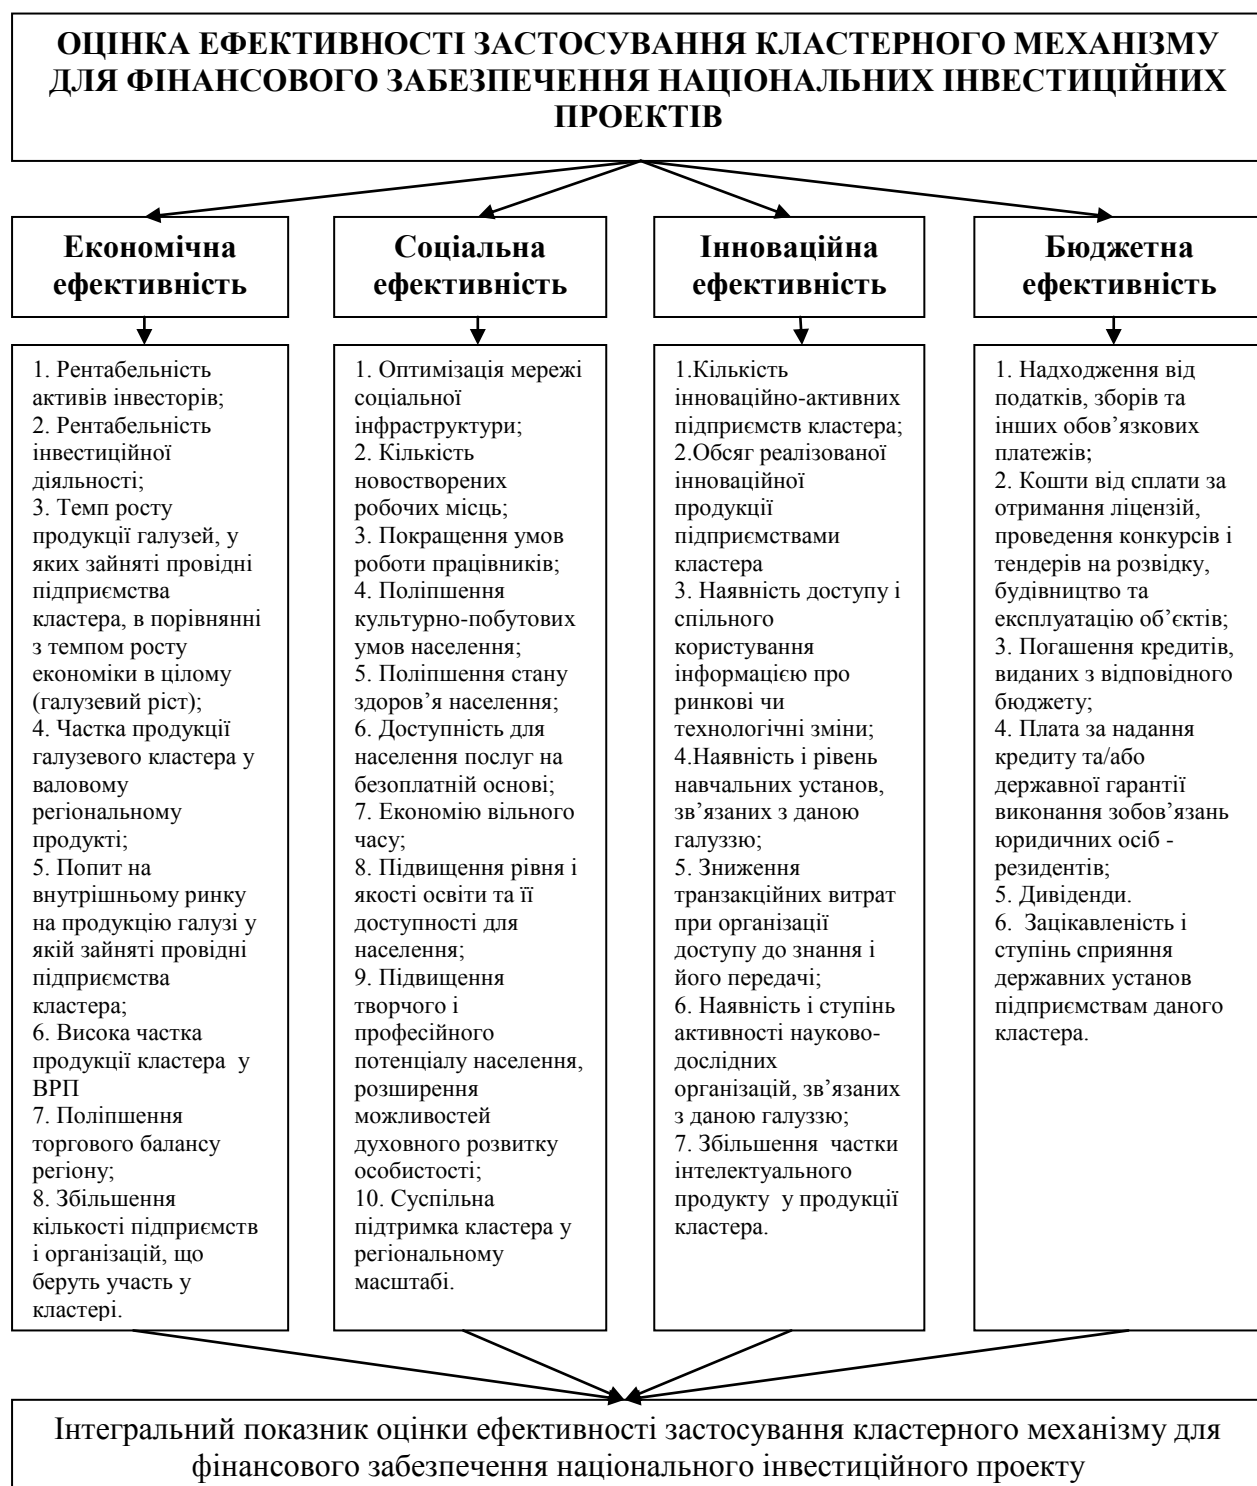 ОЦІНКА ЕФЕКТИВНОСТІ ЗАСТОСУВАННЯ КЛАСТЕРНОГО МЕХАНІЗМУ
ДЛЯ ФІНАНСОВОГО ЗАБЕЗПЕЧЕННЯ НАЦІОНАЛЬНИХ ІНВЕСТИЦІЙНИХ
ПРОЕКТІВ
Економічна
ефективність
Соціальна
ефективність
Інноваційна
ефективність
Бюджетна
ефективність
1. Рентабельність
активів інвесторів;
2. Рентабельність
інвестиційної
діяльності;
3. Темп росту
продукції галузей, у
яких зайняті провідні
підприємства
кластера, в порівнянні
з темпом росту
економіки в цілому
(галузевий ріст);
4. Частка продукції
галузевого кластера у
валовому
регіональному
продукті;
5. Попит на
внутрішньому ринку
на продукцію галузі у
якій зайняті провідні
підприємства
кластера;
6. Висока частка
продукції кластера у
ВРП
7. Поліпшення
торгового балансу
регіону;
8. Збільшення
кількості підприємств
і організацій, що
беруть участь у
кластері.
1. Оптимізація мережі
соціальної
інфраструктури;
2. Кількість
новостворених
робочих місць;
3. Покращення умов
роботи працівників;
4. Поліпшення
культурно-побутових
умов населення;
5. Поліпшення стану
здоров’я населення;
6. Доступність для
населення послуг на
безоплатній основі;
7. Економію вільного
часу;
8. Підвищення рівня і
якості освіти та її
доступності для
населення;
9. Підвищення
творчого і
професійного
потенціалу населення,
розширення
можливостей
духовного розвитку
особистості;
10. Суспільна
підтримка кластера у
регіональному
масштабі.
1.Кількість
інноваційно-активних
підприємств кластера;
2.Обсяг реалізованої
інноваційної
продукції
підприємствами
кластера
3. Наявність доступу і
спільного
користування
інформацією про
ринкові чи
технологічні зміни;
4.Наявність і рівень
навчальних установ,
зв’язаних з даною
галуззю;
5. Зниження
транзакційних витрат
при організації
доступу до знання і
його передачі;
6. Наявність і ступінь
активності науково-
дослідних
організацій, зв’язаних
з даною галуззю;
7. Збільшення частки
інтелектуального
продукту у продукції
кластера.
1. Надходження від
податків, зборів та
інших обов’язкових
платежів;
2. Кошти від сплати за
отримання ліцензій,
проведення конкурсів і
тендерів на розвідку,
будівництво та
експлуатацію об’єктів;
3. Погашення кредитів,
виданих з відповідного
бюджету;
4. Плата за надання
кредиту та/або
державної гарантії
виконання зобов’язань
юридичних осіб -
резидентів;
5. Дивіденди.
6. Зацікавленість і
ступінь сприяння
державних установ
підприємствам даного
кластера.
Інтегральний показник оцінки ефективності застосування кластерного механізму для
фінансового забезпечення національного інвестиційного проекту